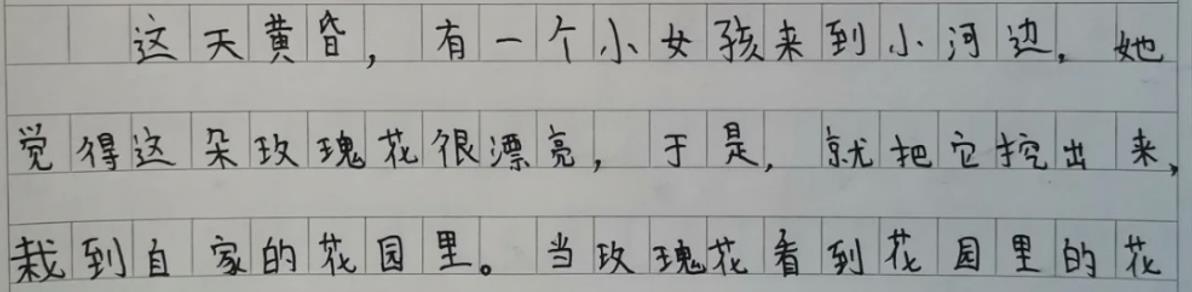 这天黄昏，有一个小女孩来到小河边，她
觉得这朵玫瑰花很漂亮，于是，就把它挖出来，
栽到自家的花园里。当玫瑰花看到花园里的花